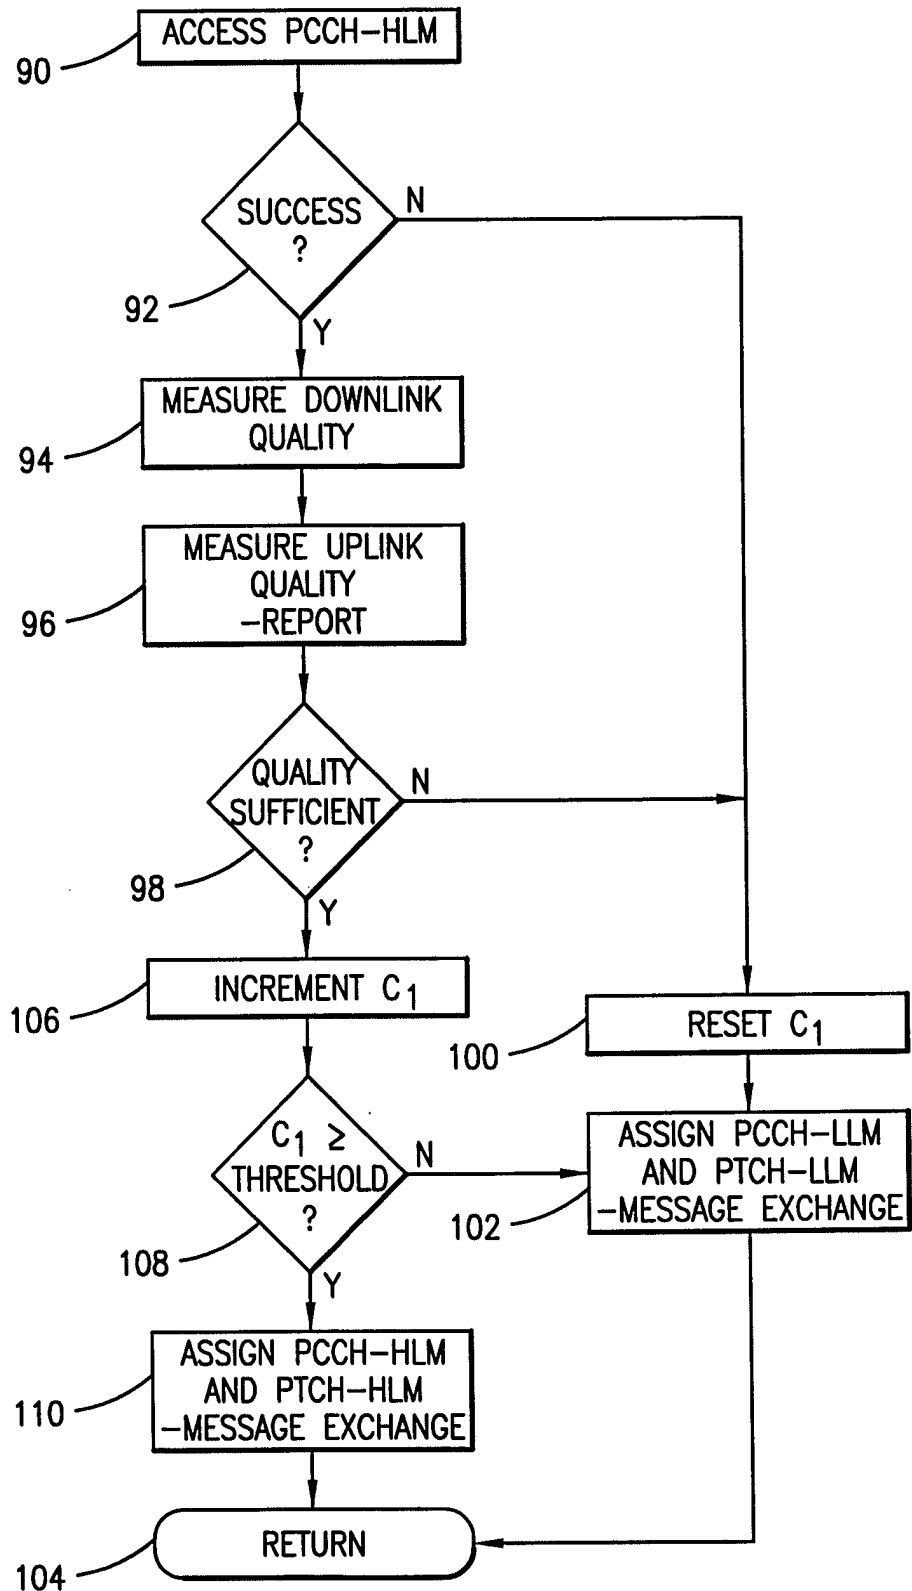 ACCESS PCCH-HLM
90
SUCCESS
?
N
92
Y
MEASURE DOWNLINK
QUALITY
94
MEASURE UPLINK
QUALITY
-REPORT
96
QUALITY
SUFFICIENT
?
N
98
Y
INCREMENT C1
106
RESET C1
100
C1 ≥
THRESHOLD
?
N
108
Y
ASSIGN PCCH-LLM
AND PTCH-LLM
-MESSAGE EXCHANGE
102
ASSIGN PCCH-HLM
AND PTCH-HLM
-MESSAGE EXCHANGE
110
RETURN
104